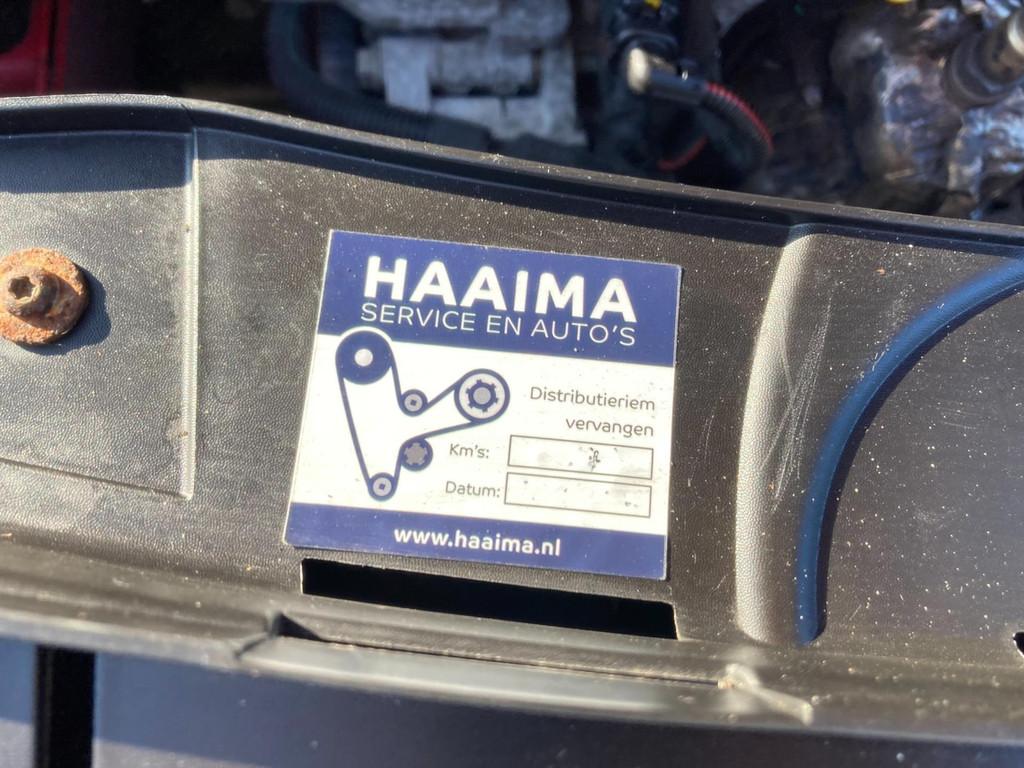 HAAIMA
SERVICE EN AUTO'S
Distributieriem
vervangen
Km's:
Datum:
www.haaima.nl